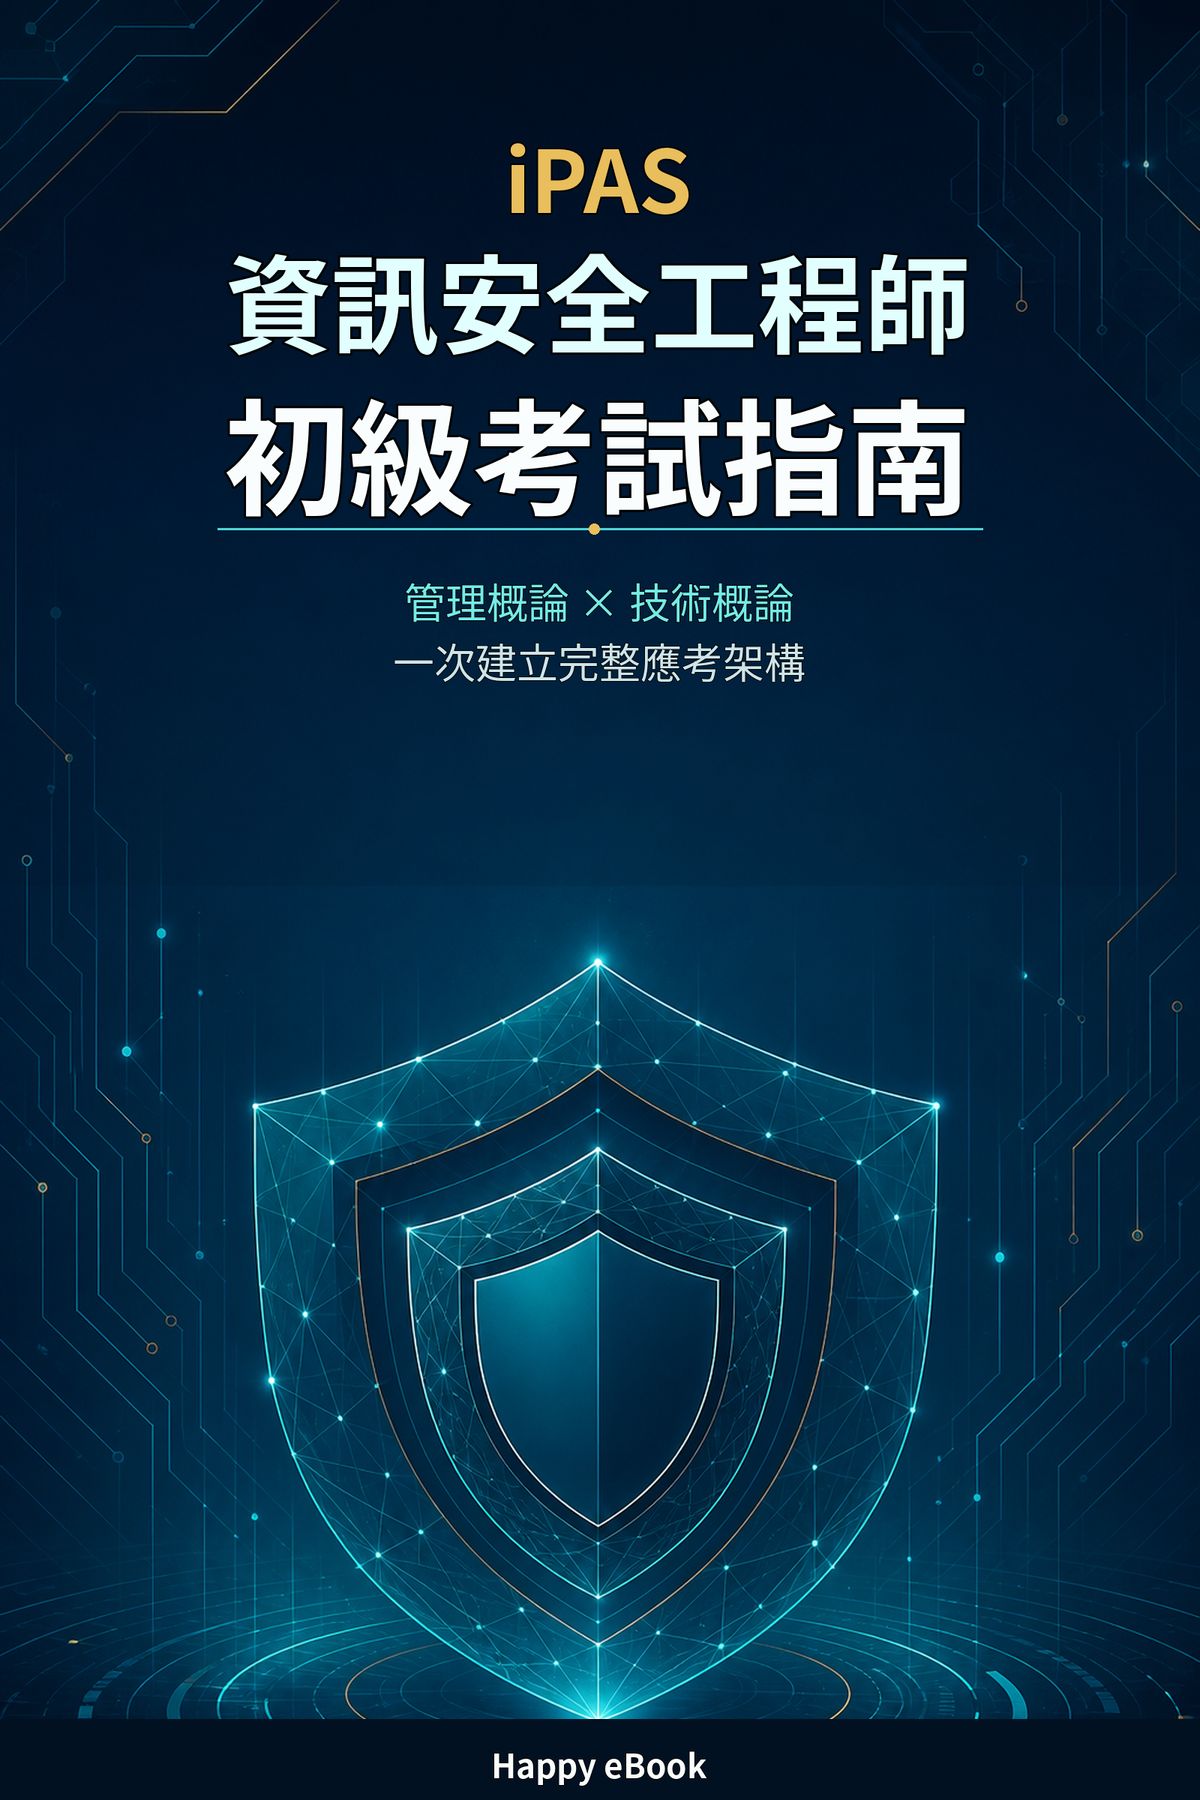 iPAS
資訊安全工程師
初級考試指南
管理概論 × 技術概論
一次建立完整應考架構
Happy eBook